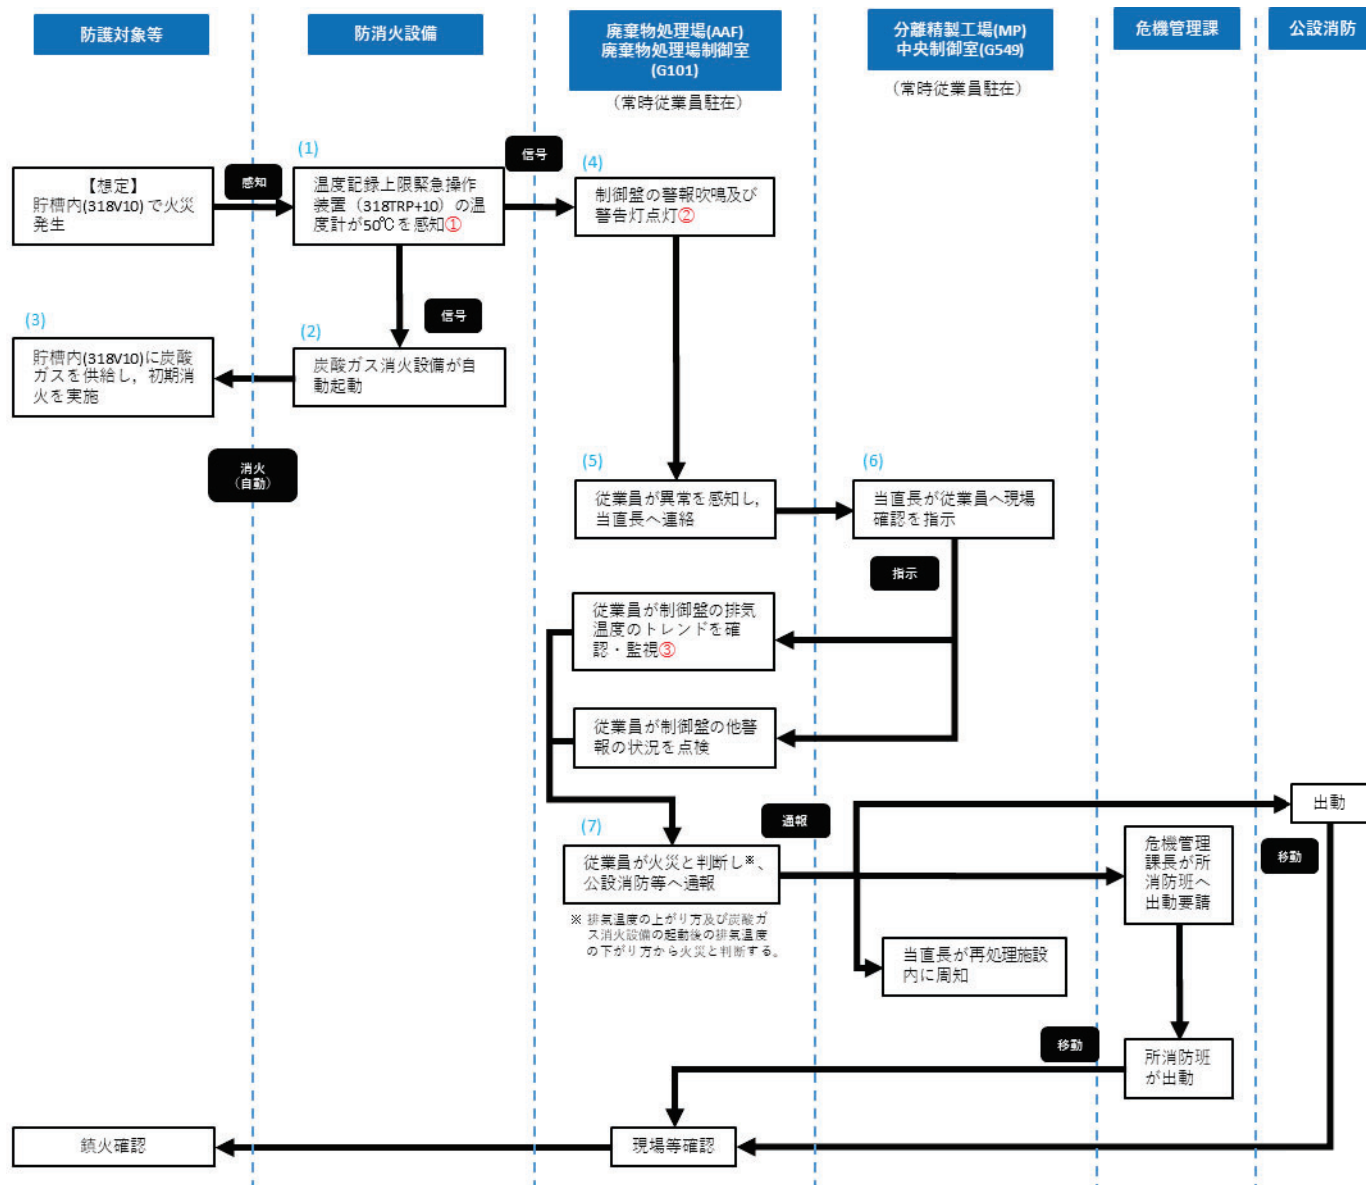 防護対象等
防消火設備
廃棄物処理場(AAF)
廃棄物処理場制御室
(G101)
（常時従業員駐在）
分離精製工場(MP)
中央制御室(G549)
（常時従業員駐在）
危機管理課
公設消防
【想定】
貯槽内(318V10) で火災
発生
感知
(1)
温度記録上限緊急操作
装置（318TRP+10）の温
度計が50℃を感知①
信号
(4)
制御盤の警報吹鳴及び
警告灯点灯②
信号
(2)
炭酸ガス消火設備が自
動起動
(3)
貯槽内(318V10)に炭酸
ガスを供給し，初期消
火を実施
消火
（自動）
(5)
従業員が異常を感知し，
当直長へ連絡
(6)
当直長が従業員へ現場
確認を指示
指示
従業員が制御盤の排気
温度のトレンドを確
認・監視③
従業員が制御盤の他警
報の状況を点検
(7)
従業員が火災と判断し※、
公設消防等へ通報
※ 排気温度の上がり方及び炭酸ガ
ス消火設備の起動後の排気温度
の下がり方から火災と判断する。
通報
出動
危機管理
課長が所
消防班へ
出動要請
移動
当直長が再処理施設
内に周知
移動
所消防班
が出動
現場等確認
鎮火確認